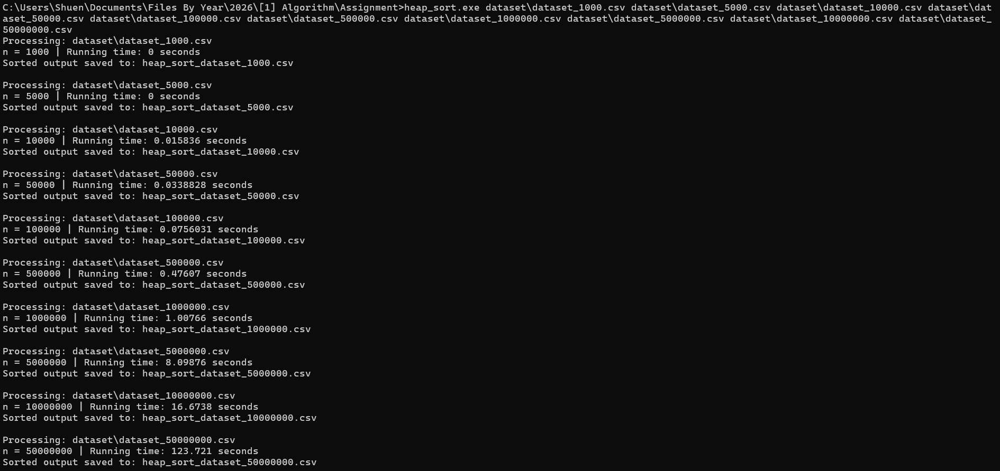 C:\Users\Shuen\Documents\Files By Year\2026\[1] Algorithm\Assignment>heap_sort.exe dataset\dataset_1000.csv dataset\dataset_5000.csv dataset\dataset_10000.csv dataset\dat
aset_50000.csv dataset\dataset_100000.csv dataset\dataset_500000.csv dataset\dataset_1000000.csv dataset\dataset_5000000.csv dataset\dataset_10000000.csv dataset\dataset_
50000000.csv
Processing: dataset\dataset_1000.csv
n = 1000 | Running time: 0 seconds
Sorted output saved to: heap_sort_dataset_1000.csv

Processing: dataset\dataset_5000.csv
n = 5000 | Running time: 0 seconds
Sorted output saved to: heap_sort_dataset_5000.csv

Processing: dataset\dataset_10000.csv
n = 10000 | Running time: 0.015836 seconds
Sorted output saved to: heap_sort_dataset_10000.csv

Processing: dataset\dataset_50000.csv
n = 50000 | Running time: 0.0338828 seconds
Sorted output saved to: heap_sort_dataset_50000.csv

Processing: dataset\dataset_100000.csv
n = 100000 | Running time: 0.0756031 seconds
Sorted output saved to: heap_sort_dataset_100000.csv

Processing: dataset\dataset_500000.csv
n = 500000 | Running time: 0.47607 seconds
Sorted output saved to: heap_sort_dataset_500000.csv

Processing: dataset\dataset_1000000.csv
n = 1000000 | Running time: 1.00766 seconds
Sorted output saved to: heap_sort_dataset_1000000.csv

Processing: dataset\dataset_5000000.csv
n = 5000000 | Running time: 8.09876 seconds
Sorted output saved to: heap_sort_dataset_5000000.csv

Processing: dataset\dataset_10000000.csv
n = 10000000 | Running time: 16.6738 seconds
Sorted output saved to: heap_sort_dataset_10000000.csv

Processing: dataset\dataset_50000000.csv
n = 50000000 | Running time: 123.721 seconds
Sorted output saved to: heap_sort_dataset_50000000.csv